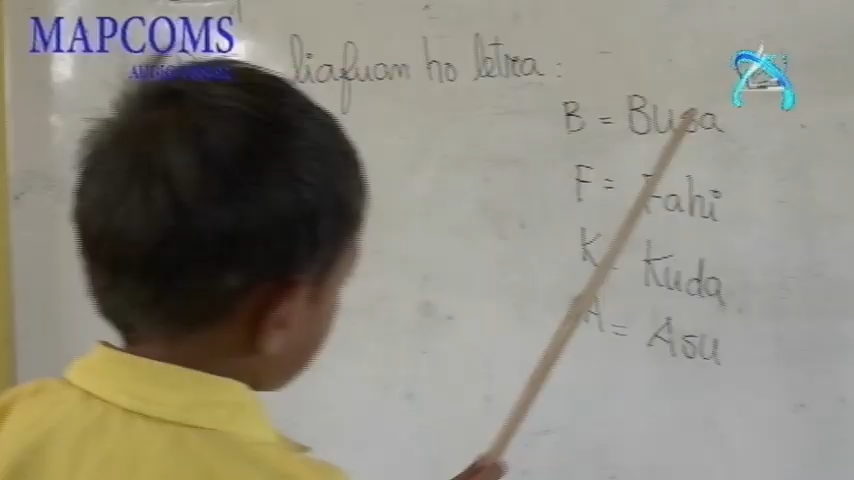 MAPCOMS
liafuan ho letra:
B = Busa
F = Fahi
K = Kuda
A = Asu